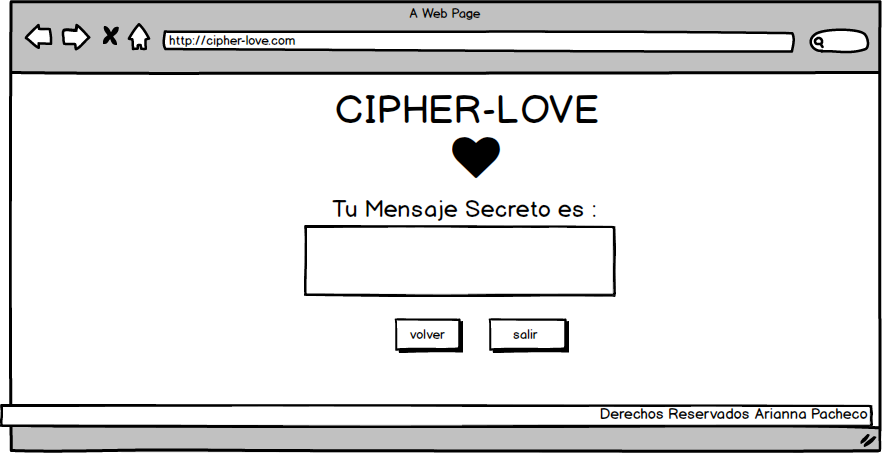 A Web Page
http://cipher-love.com
CIPHER-LOVE
Tu Mensaje Secreto es :
volver
salir
Derechos Reservados Arianna Pacheco